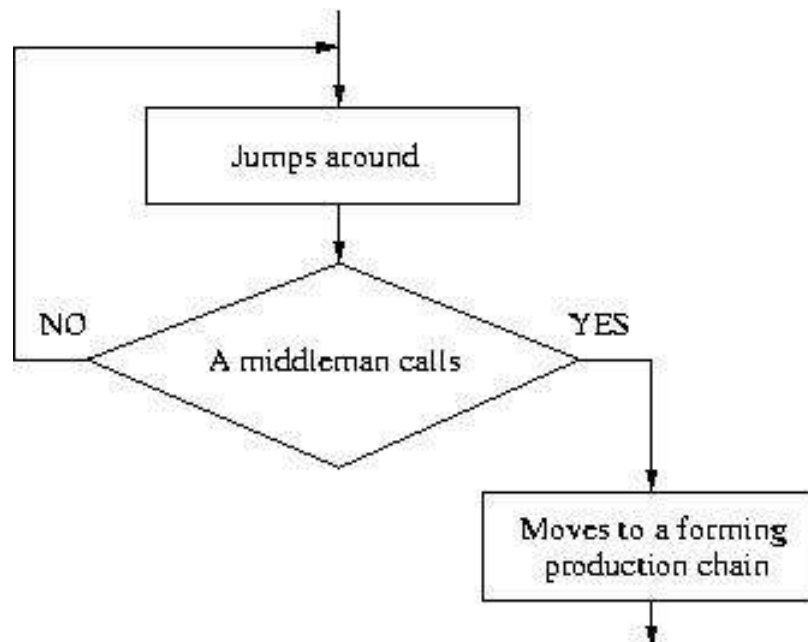 Jumps around
NO
YES
A middleman calls
Moves to a forming
production chain